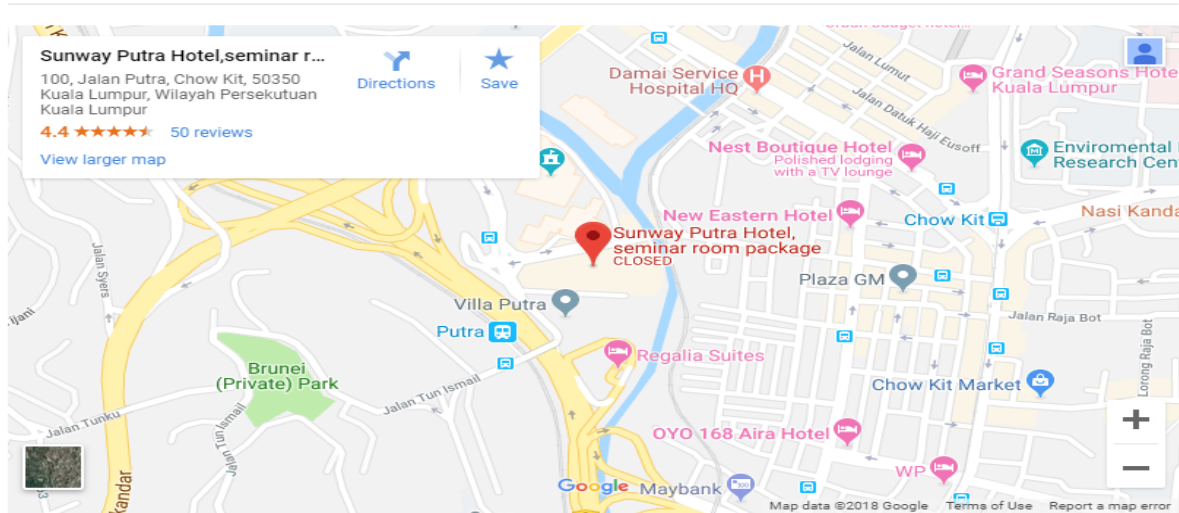 Sunway Putra Hotel,seminar r...
100, Jalan Putra, Chow Kit, 50350
Kuala Lumpur, Wilayah Persekutuan
Kuala Lumpur
4.4
50 reviews
View larger map
Directions
Save
Damai Service
Hospital HQ
Jalan Lumut
Grand Seasons Hote
Kuala Lumpur
Jalan Datuk Haji Eusoff
Nest Boutique Hotel
Polished lodging
with a TV lounge
Enviromental
Research Cen
New Eastern Hotel
Chow Kit
Nasi Kanda
Sunway Putra Hotel,
seminar room package
CLOSED
Plaza GM
Jalan Syers
Villa Putra
Putra
Jalan Raja Bot
Lorong Raja Bot
Ijani
Brunei
(Private) Park
Regalia Suites
Chow Kit Market
Jalan Tun Ismail
Jalan Tunku
Jalan Tun Ismail
OYO 168 Aira Hotel
WP
kandar
Google
Maybank
Map data ©2018 Google
Terms of Use
Report a map error